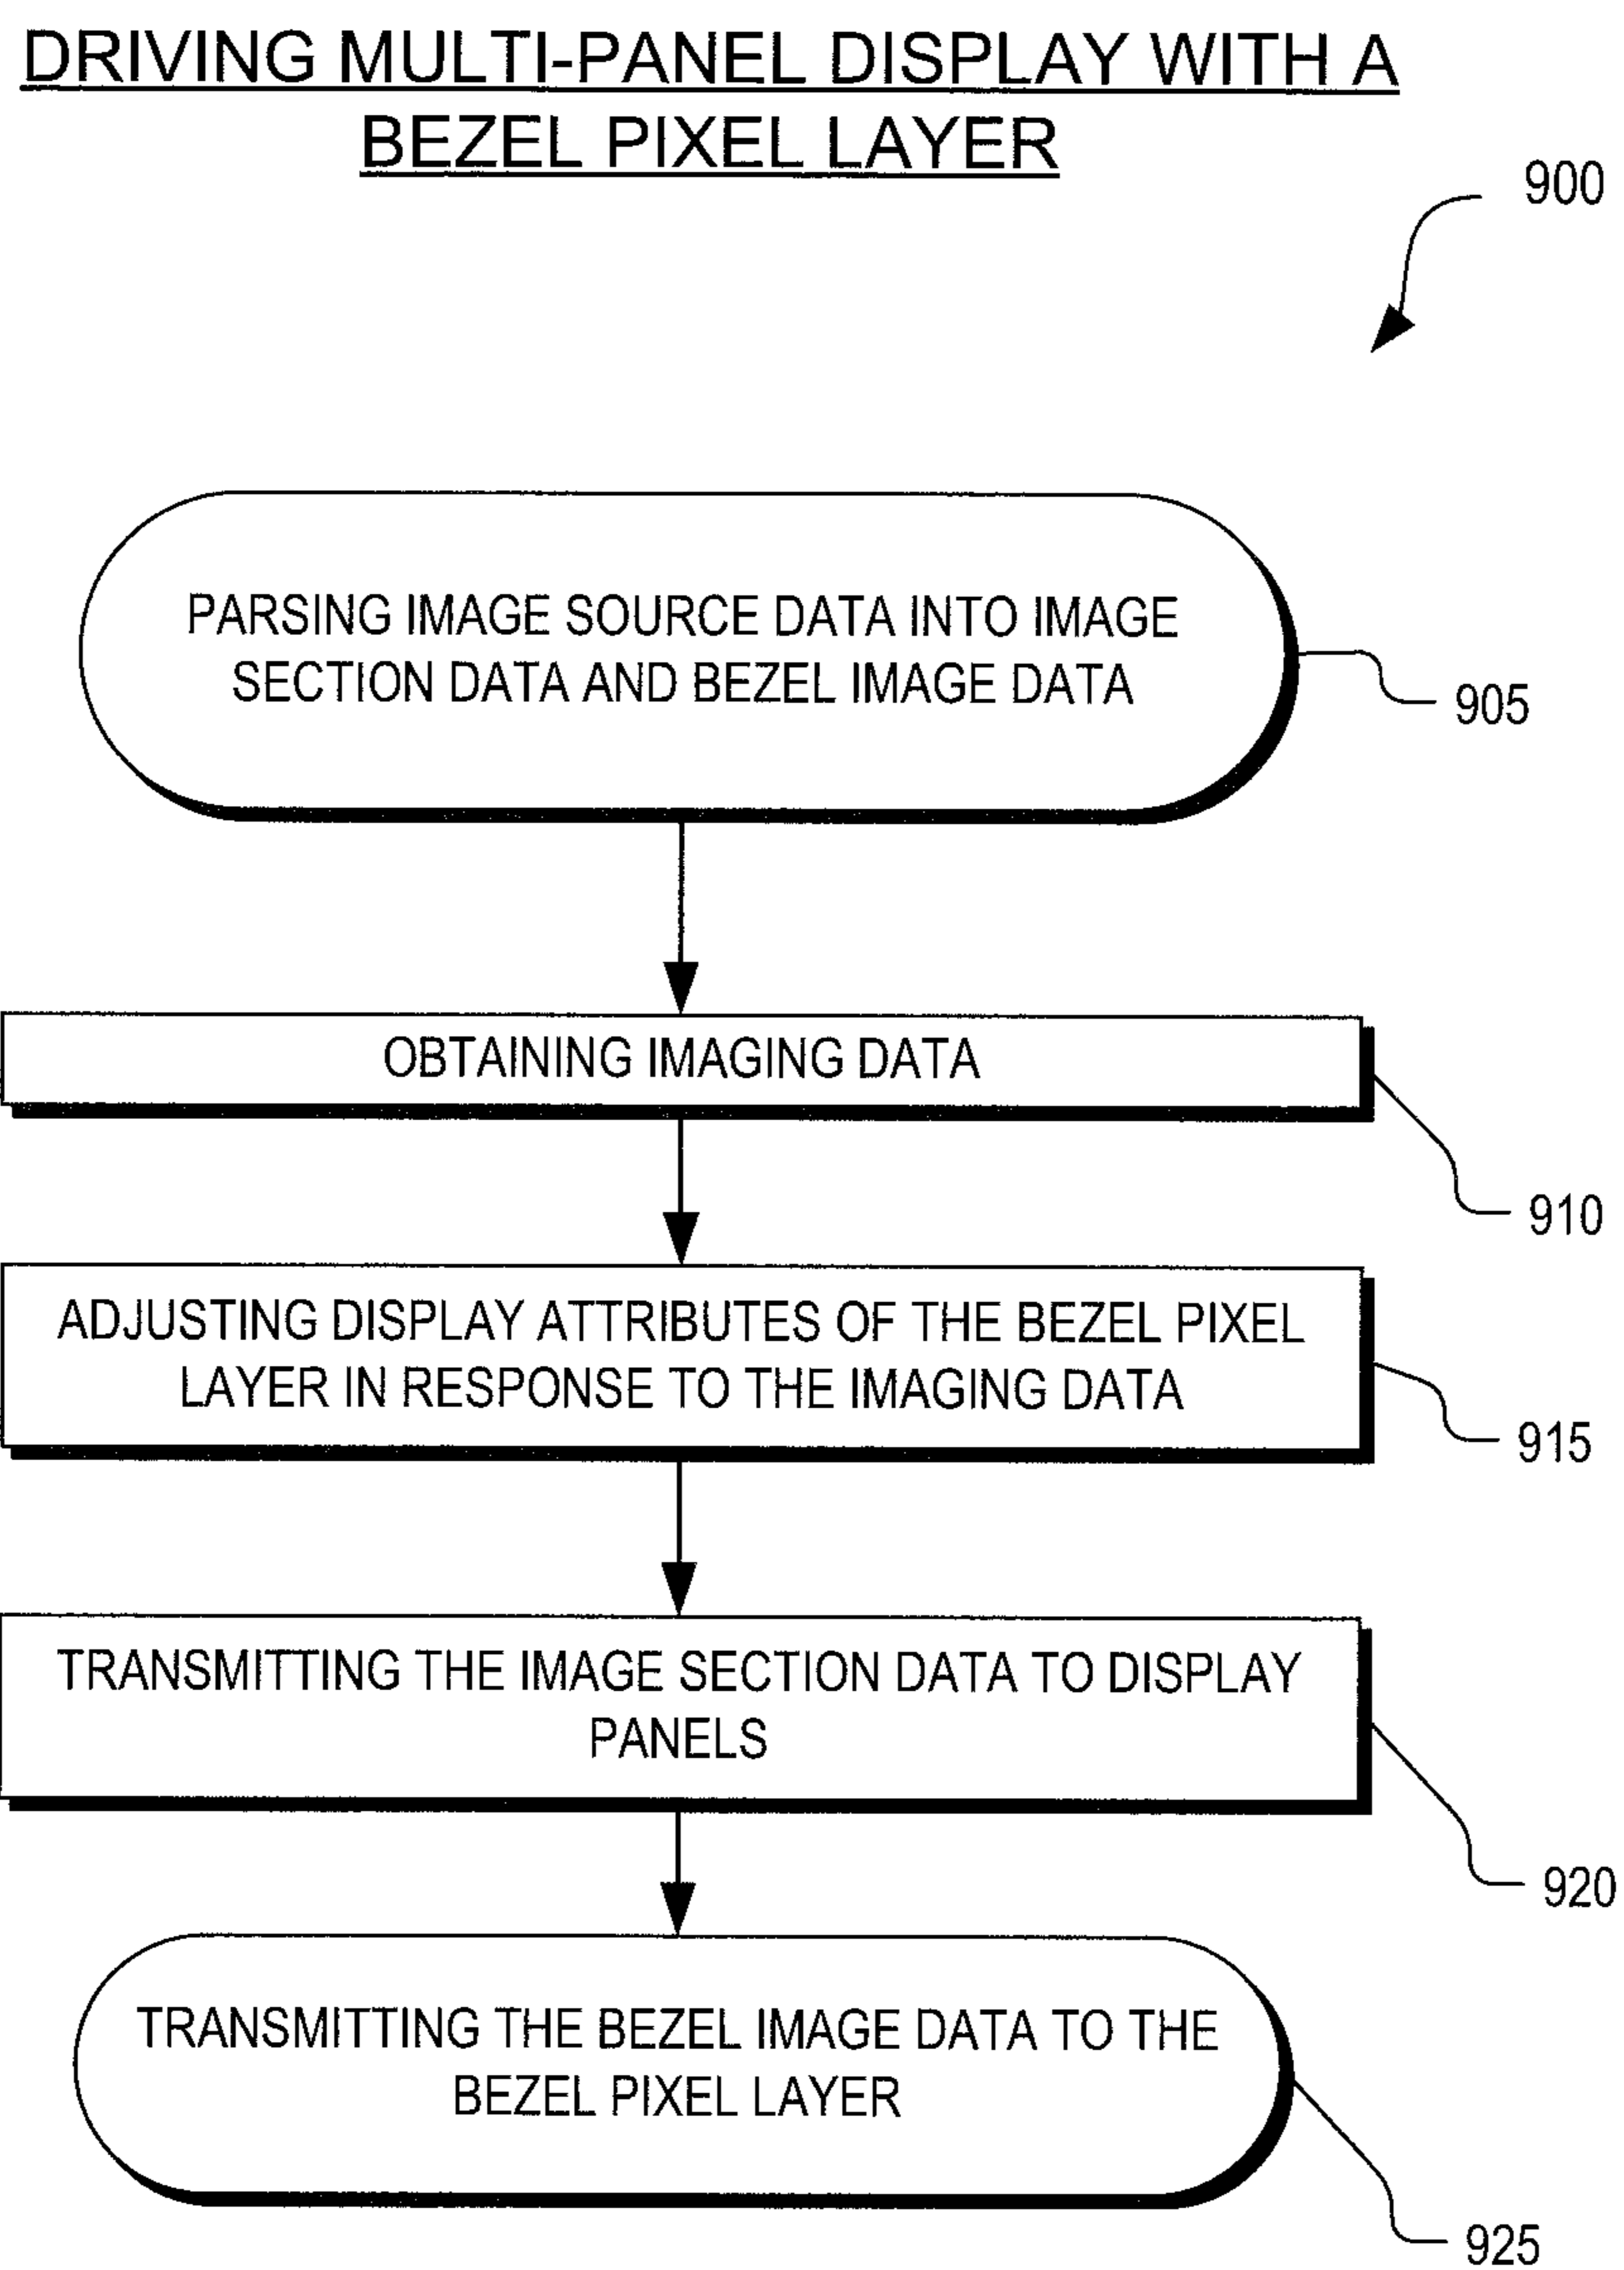 DRIVING MULTI-PANEL DISPLAY WITH A
BEZEL PIXEL LAYER
900
PARSING IMAGE SOURCE DATA INTO IMAGE
SECTION DATA AND BEZEL IMAGE DATA
905
OBTAINING IMAGING DATA
910
ADJUSTING DISPLAY ATTRIBUTES OF THE BEZEL PIXEL
LAYER IN RESPONSE TO THE IMAGING DATA
915
TRANSMITTING THE IMAGE SECTION DATA TO DISPLAY
PANELS
920
TRANSMITTING THE BEZEL IMAGE DATA TO THE
BEZEL PIXEL LAYER
925